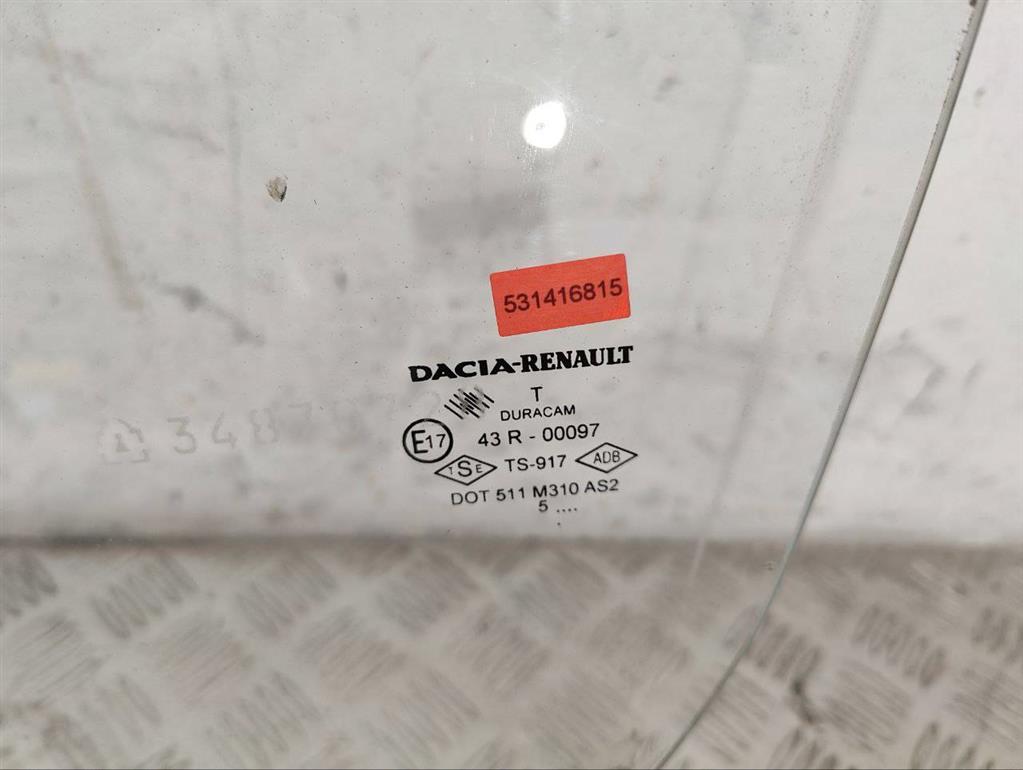 531416815
DACIA-RENAULT
T
DURACAM
E17 43 R - 00097
TSE TS-917 ADB
DOT 511 M310 AS2
5 ....